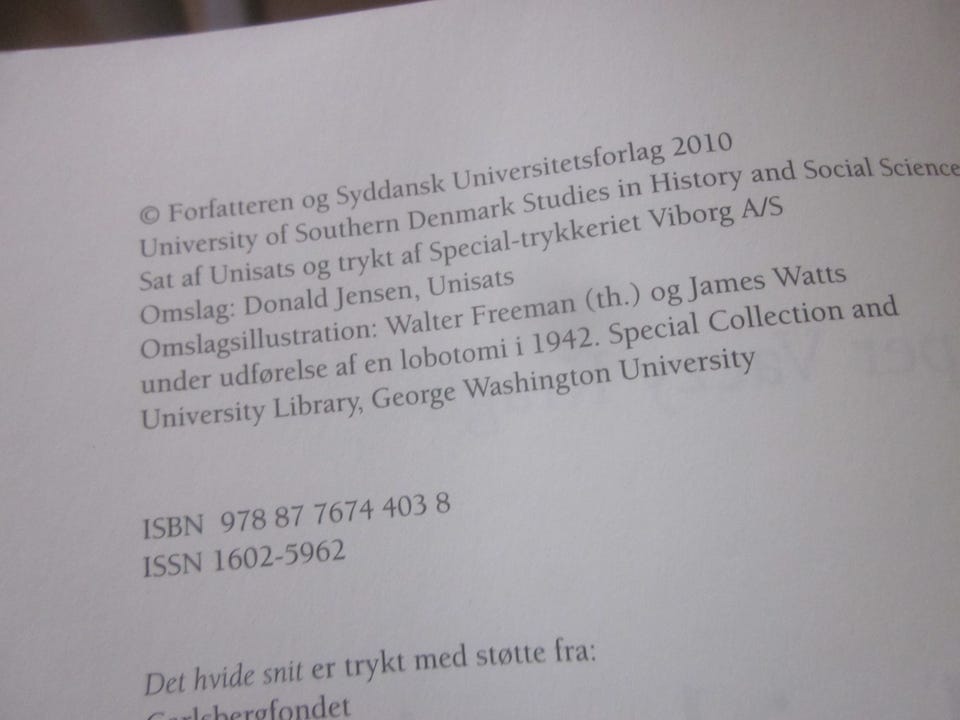 © Forfatteren og Syddansk Universitetsforlag 2010
University of Southern Denmark Studies in History and Social Science
Sat af Unisats og trykt af Special-trykkeriet Viborg A/S
Omslag: Donald Jensen, Unisats
Omslagsillustration: Walter Freeman (th.) og James Watts
under udførelse af en lobotomi i 1942. Special Collection and
University Library, George Washington University
ISBN 978 87 7674 403 8
ISSN 1602-5962
Det hvide snit er trykt med støtte fra:
Carlsbergfondet